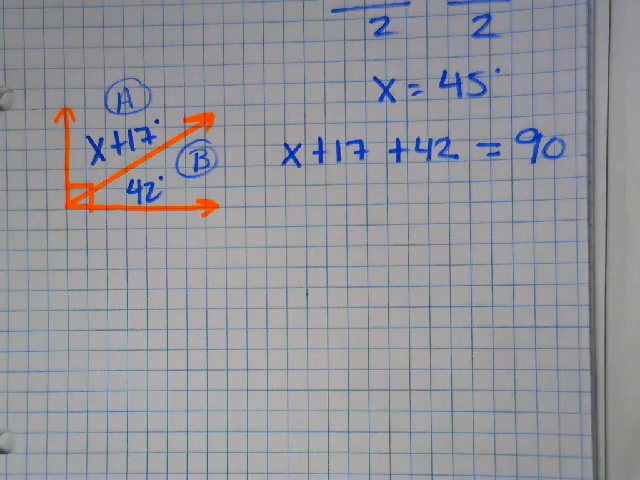 2 2
x = 45°
A
x+17°
B
42°
x +17 +42 = 90